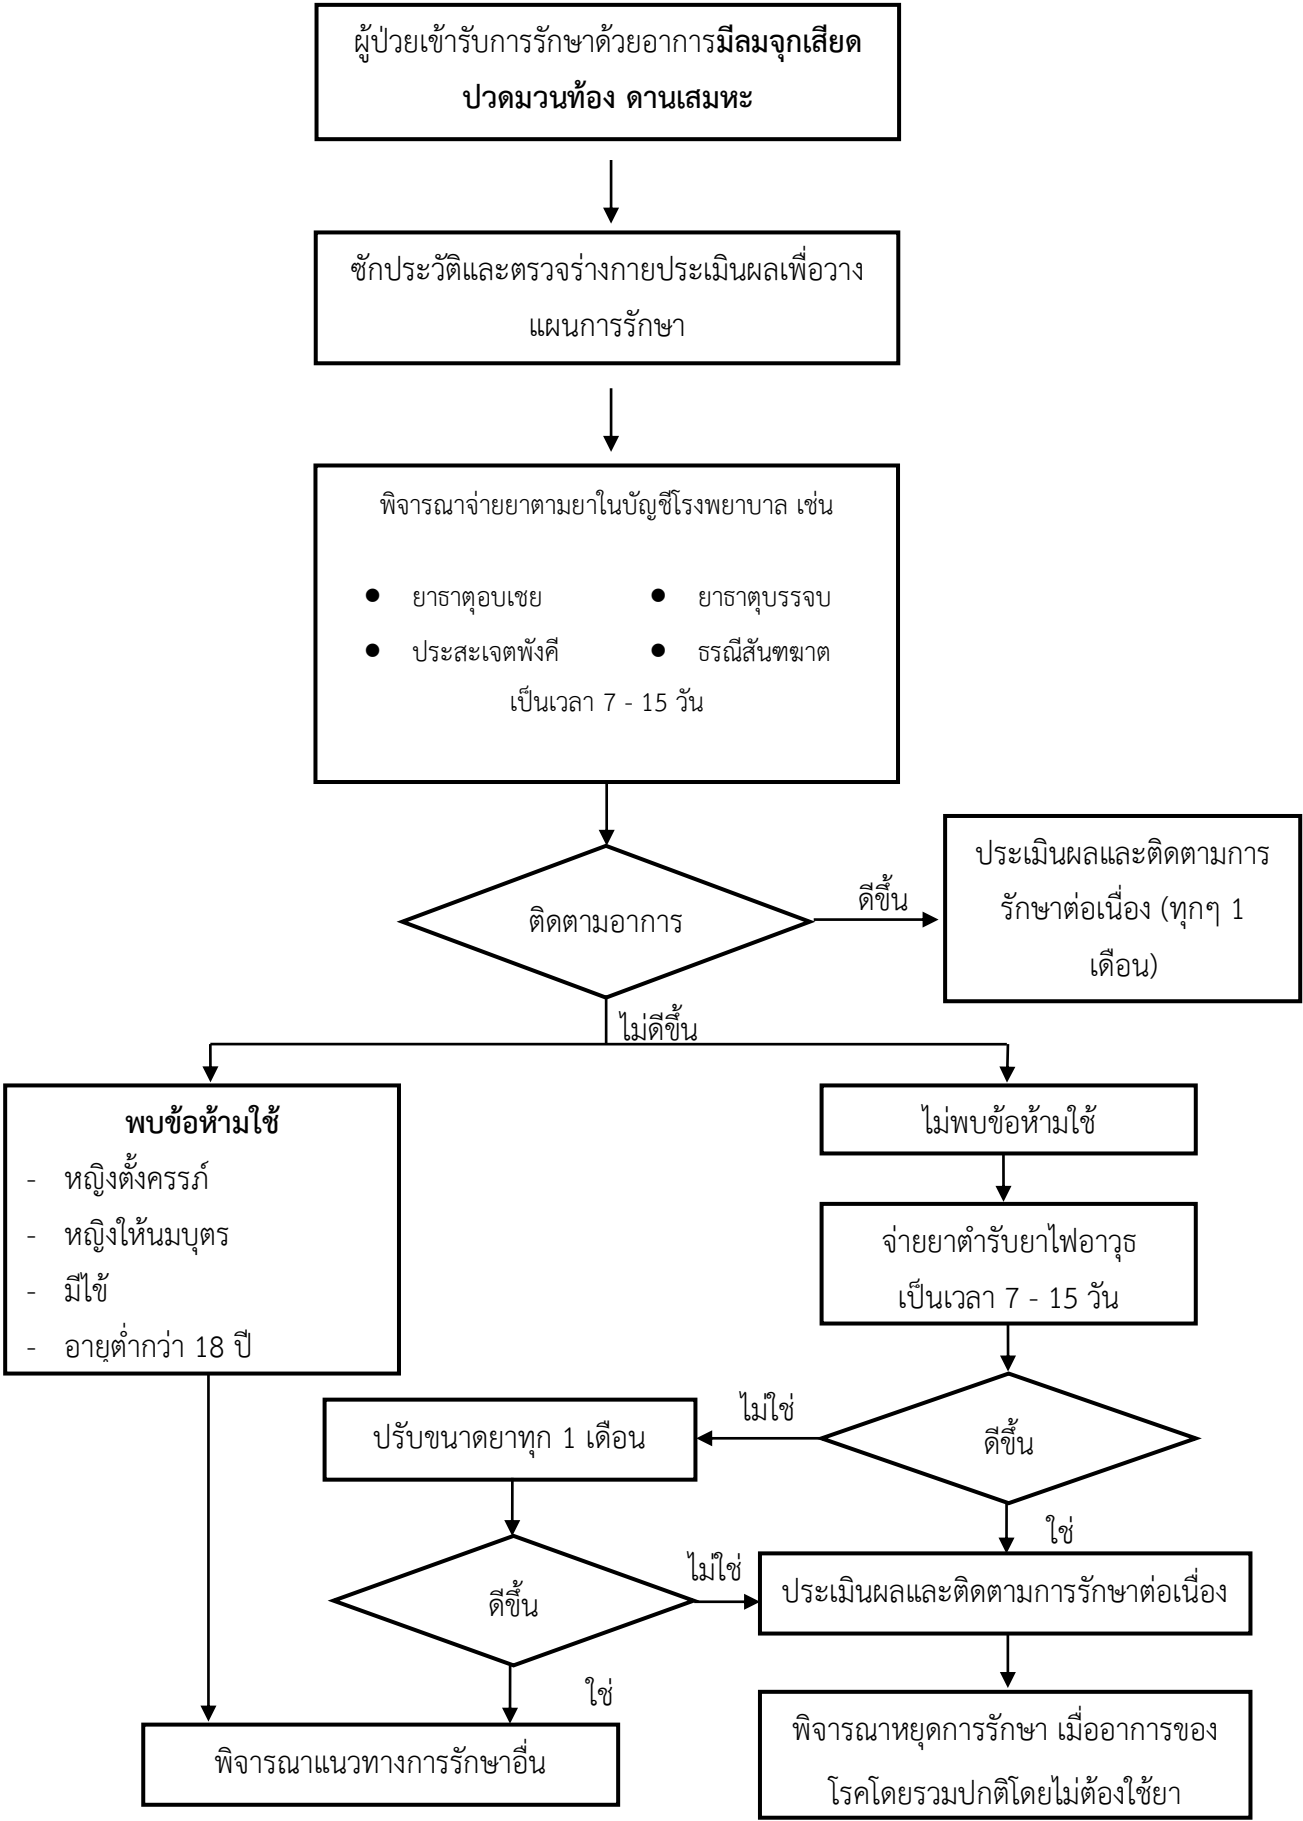 ผู้ป่วยเข้ารับการรักษาด้วยอาการมีลมจุกเสียด
ปวดมวนท้อง ดานเสมหะ
ซักประวัติและตรวจร่างกายประเมินผลเพื่อวาง
แผนการรักษา
พิจารณาจ่ายยาตามยาในบัญชีโรงพยาบาล เช่น
● ยาธาตุอบเชย ● ยาธาตุบรรจบ
● ประสะเจตพังคี ● ธรณีสันฑฆาต
เป็นเวลา 7 - 15 วัน
ติดตามอาการ
ดีขึ้น
ประเมินผลและติดตามการ
รักษาต่อเนื่อง (ทุกๆ 1
เดือน)
ไม่ดีขึ้น
พบข้อห้ามใช้
- หญิงตั้งครรภ์
- หญิงให้นมบุตร
- มีไข้
- อายุต่ำกว่า 18 ปี
ไม่พบข้อห้ามใช้
จ่ายยาตำรับยาไฟอาวุธ
เป็นเวลา 7 - 15 วัน
ดีขึ้น
ไม่ใช่
ปรับขนาดยาทุก 1 เดือน
ใช่
ดีขึ้น
ไม่ใช่
ประเมินผลและติดตามการรักษาต่อเนื่อง
ใช่
พิจารณาแนวทางการรักษาอื่น
พิจารณาหยุดการรักษา เมื่ออาการของ
โรคโดยรวมปกติโดยไม่ต้องใช้ยา